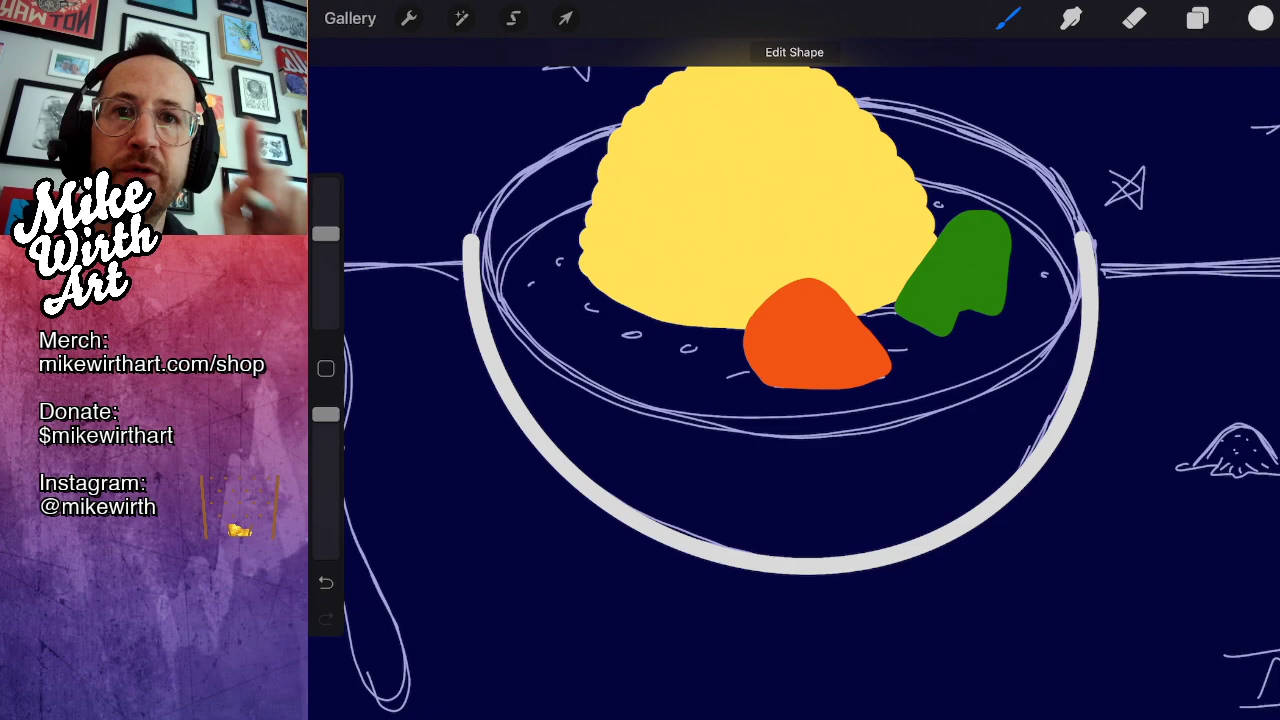 Gallery
Edit Shape
Mike
Wirth
Art
Merch:
mikewirthart.com/shop
Donate:
$mikewirthart
Instagram:
@mikewirth